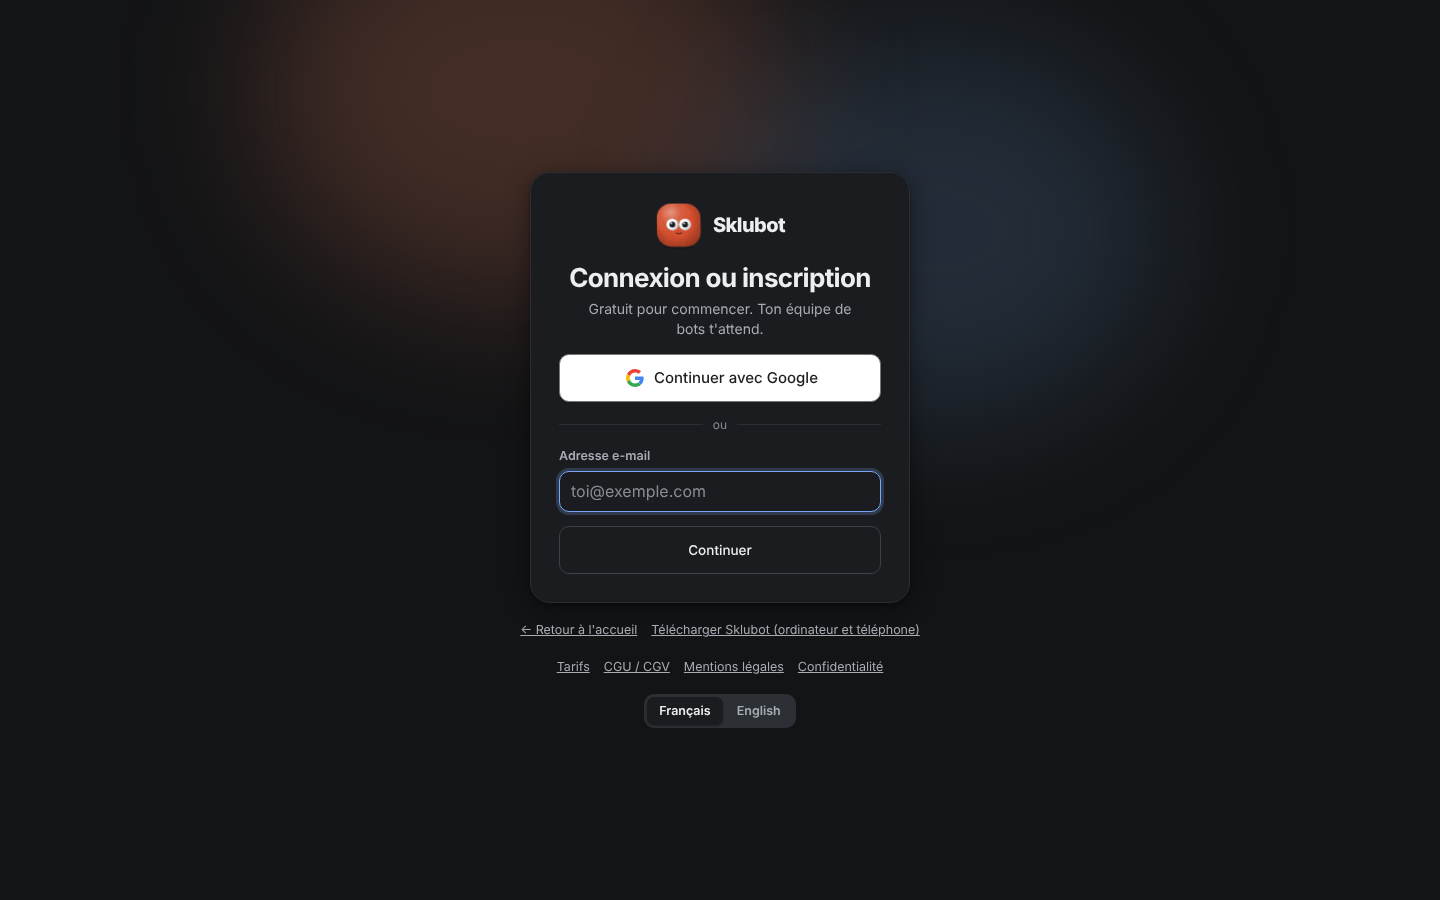 Sklubot
Connexion ou inscription
Gratuit pour commencer. Ton équipe de
bots t'attend.
Continuer avec Google
ou
Adresse e-mail
toi@exemple.com
Continuer
← Retour à l'accueil Télécharger Sklubot (ordinateur et téléphone)
Tarifs CGU / CGV Mentions légales Confidentialité
Français English